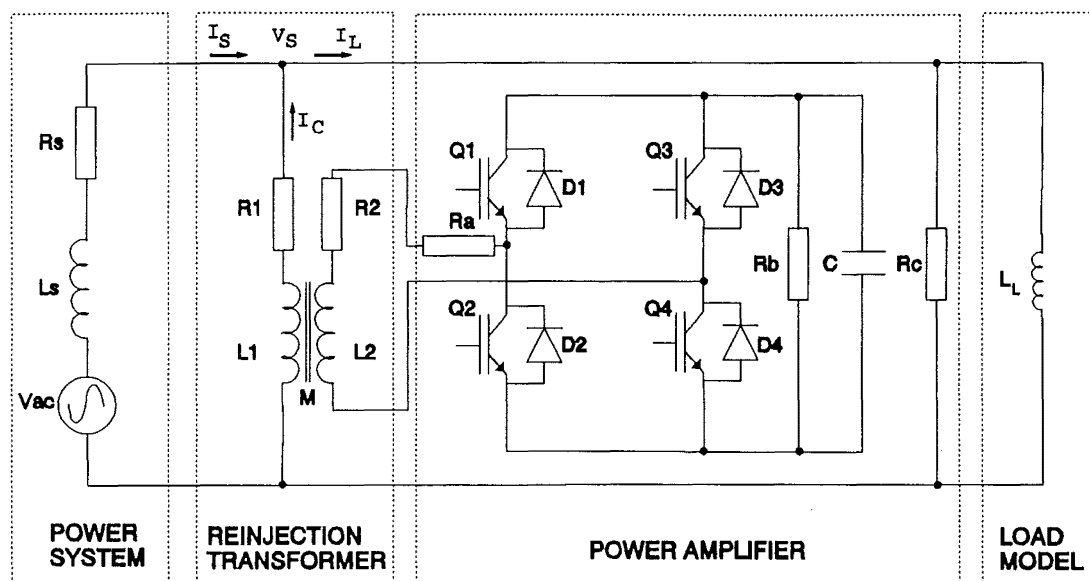 I_S V_S I_L
I_C
Rs
Q1
Q3
R1
R2
D1
D3
Ra
Ls
Rb
C
Rc
L_L
Q2
Q4
L1
L2
D2
D4
M
Vac
POWER
SYSTEM
REINJECTION
TRANSFORMER
POWER AMPLIFIER
LOAD
MODEL